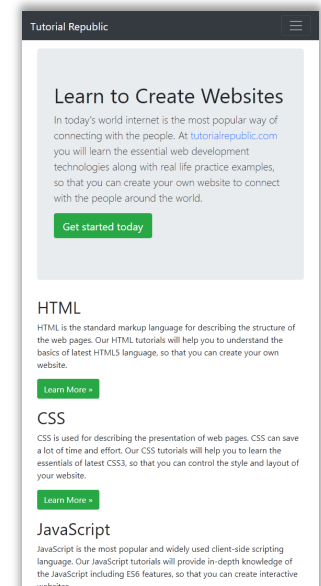 Tutorial Republic
Learn to Create Websites
In today's world internet is the most popular way of
connecting with the people. At tutorialrepublic.com
you will learn the essential web development
technologies along with real life practice examples,
so that you can create your own website to connect
with the people around the world.
Get started today
HTML
HTML is the standard markup language for describing the structure of
the web pages. Our HTML tutorials will help you to understand the
basics of latest HTML5 language, so that you can create your own
website.
Learn More »
CSS
CSS is used for describing the presentation of web pages. CSS can save
a lot of time and effort. Our CSS tutorials will help you to learn the
essentials of latest CSS3, so that you can control the style and layout of
your website.
Learn More »
JavaScript
JavaScript is the most popular and widely used client-side scripting
language. Our JavaScript tutorials will provide in-depth knowledge of
the JavaScript including ES6 features, so that you can create interactive
websites.